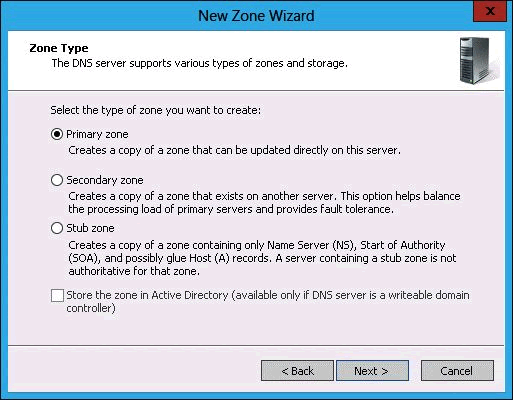 New Zone Wizard
x
Zone Type
The DNS server supports various types of zones and storage.
Select the type of zone you want to create:
Primary zone
Creates a copy of a zone that can be updated directly on this server.
Secondary zone
Creates a copy of a zone that exists on another server. This option helps balance
the processing load of primary servers and provides fault tolerance.
Stub zone
Creates a copy of a zone containing only Name Server (NS), Start of Authority
(SOA), and possibly glue Host (A) records. A server containing a stub zone is not
authoritative for that zone.
Store the zone in Active Directory (available only if DNS server is a writeable domain
controller)
< Back
Next >
Cancel